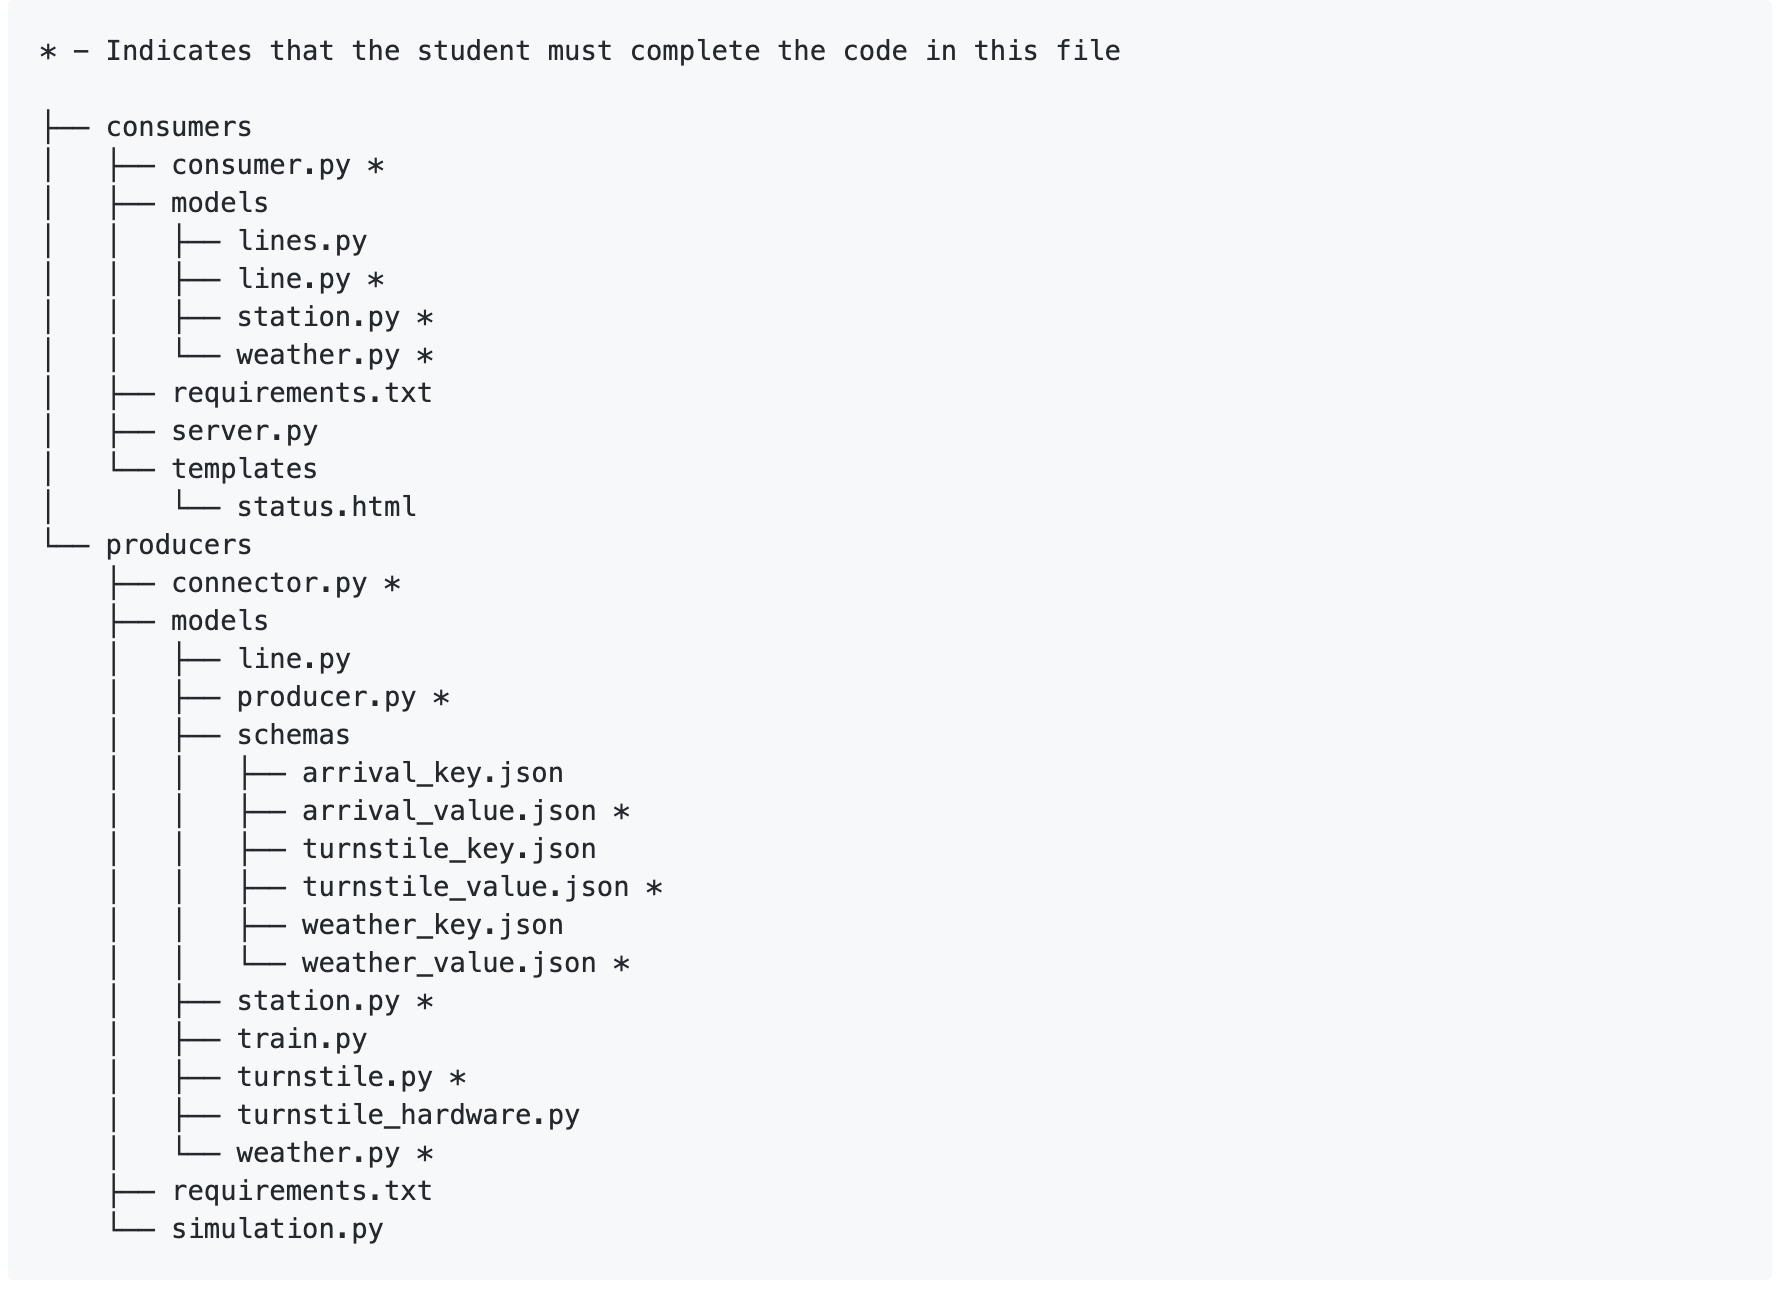 * – Indicates that the student must complete the code in this file
├── consumers
│   ├── consumer.py *
│   ├── models
│   │   ├── lines.py
│   │   ├── line.py *
│   │   ├── station.py *
│   │   └── weather.py *
│   ├── requirements.txt
│   ├── server.py
│   └── templates
│       └── status.html
└── producers
    ├── connector.py *
    ├── models
    │   ├── line.py
    │   ├── producer.py *
    │   ├── schemas
    │   │   ├── arrival_key.json
    │   │   ├── arrival_value.json *
    │   │   ├── turnstile_key.json
    │   │   ├── turnstile_value.json *
    │   │   ├── weather_key.json
    │   │   └── weather_value.json *
    │   ├── station.py *
    │   ├── train.py
    │   ├── turnstile.py *
    │   ├── turnstile_hardware.py
    │   └── weather.py *
    ├── requirements.txt
    └── simulation.py